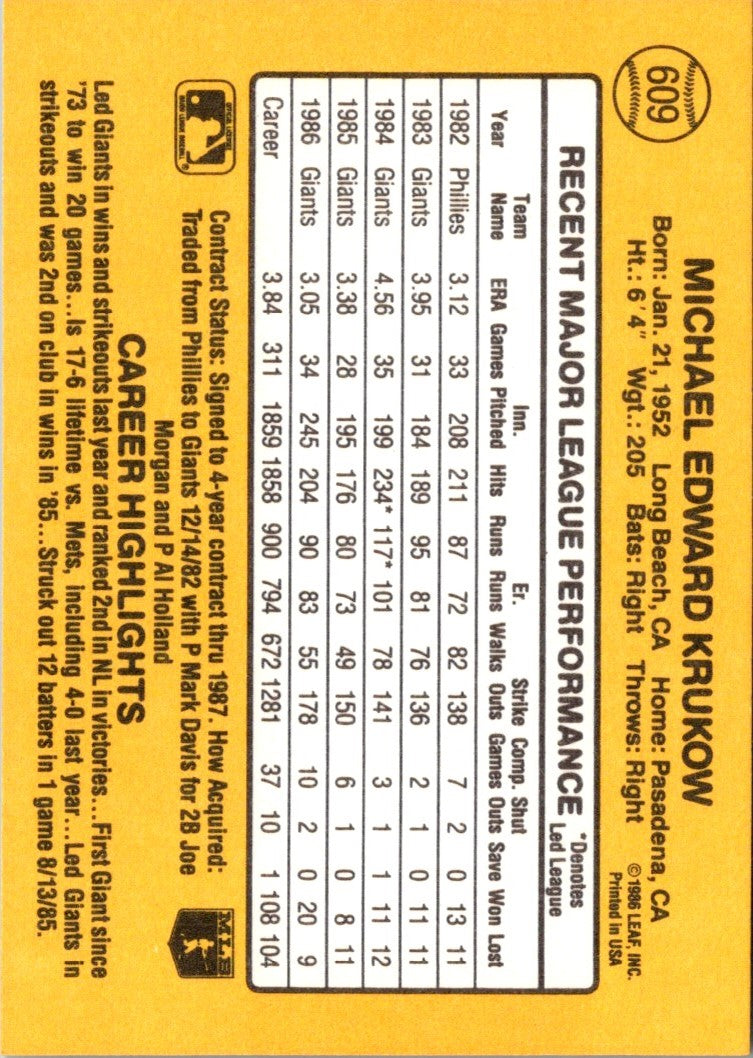 609
MICHAEL EDWARD KRUKOW
Born: Jan. 21, 1952 Long Beach, CA Home: Pasadena, CA
Ht.: 6'4" Wgt.: 205 Bats: Right Throws: Right
© 1986 LEAF, INC.
Printed in USA
RECENT MAJOR LEAGUE PERFORMANCE
*Denotes
Led League
Team Inn. Er. Strike Comp. Shut
Year Name ERA Games Pitched Hits Runs Runs Walks Outs Games Outs Save Won Lost
1982 Phillies 3.12 33 208 211 87 72 82 138 7 2 0 13 11
1983 Giants 3.95 31 184 189 95 81 76 136 2 1 0 11 11
1984 Giants 4.56 35 199 234* 117* 101 78 141 3 1 1 11 12
1985 Giants 3.38 28 195 176 80 73 49 150 6 1 0 8 11
1986 Giants 3.05 34 245 204 90 83 55 178 10 2 0 20 9
Career 3.84 311 1859 1858 900 794 672 1281 37 10 1 108 104
OFFICIAL LICENSEE
MAJOR LEAGUE BASEBALL
®
Contract Status: Signed to 4-year contract thru 1987. How Acquired:
Traded from Phillies to Giants 12/14/82 with P Mark Davis for 2B Joe
Morgan and P Al Holland
MLB
CAREER HIGHLIGHTS
Led Giants in wins and strikeouts last year and ranked 2nd in NL in victories...First Giant since
'73 to win 20 games...Is 17-6 lifetime vs. Mets, including 4-0 last year...Led Giants in
strikeouts and was 2nd on club in wins in '85...Struck out 12 batters in 1 game 8/13/85.